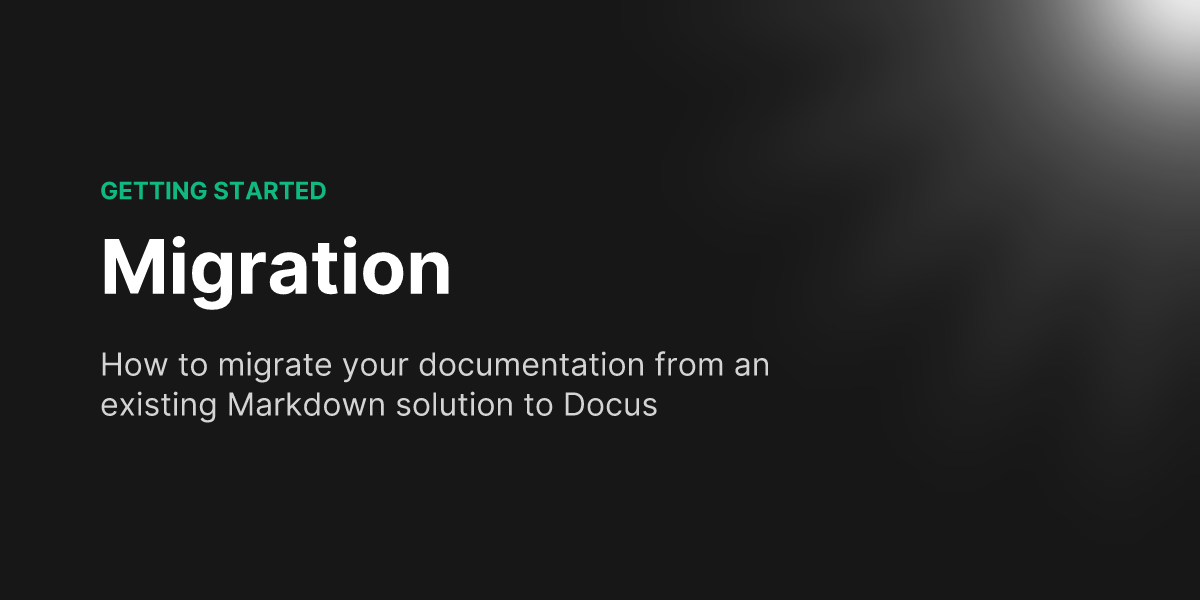 GETTING STARTED
Migration
How to migrate your documentation from an
existing Markdown solution to Docus